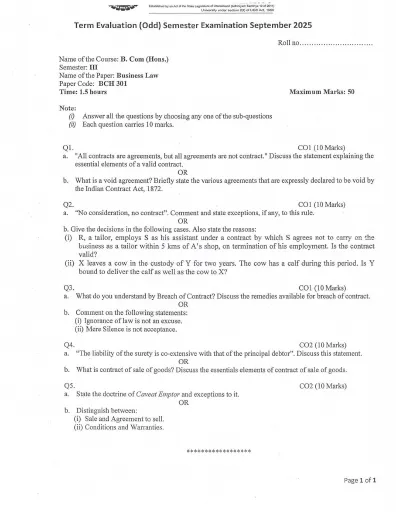 Term Evaluation (Odd) Semester Examination September 2025
Roll no..............................
Name of the Course: B. Com (Hons.)
Semester: III
Name of the Paper: Business Law
Paper Code: BCH 301
Time: 1.5 hours Maximum Marks: 50
Note:
(i) Answer all the questions by choosing any one of the sub-questions
(ii) Each question carries 10 marks.
Q1. CO1 (10 Marks)
a. "All contracts are agreements, but all agreements are not contract." Discuss the statement explaining the
essential elements of a valid contract.
OR
b. What is a void agreement? Briefly state the various agreements that are expressly declared to be void by
the Indian Contract Act, 1872.
Q2. CO1 (10 Marks)
a. “No consideration, no contract”. Comment and state exceptions, if any, to this rule.
OR
b. Give the decisions in the following cases. Also state the reasons:
(i) R, a tailor, employs S as his assistant under a contract by which S agrees not to carry on the
business as a tailor within 5 kms of A's shop, on termination of his employment. Is the contract
valid?
(ii) X leaves a cow in the custody of Y for two years. The cow has a calf during this period. Is Y
bound to deliver the calf as well as the cow to X?
Q3. CO1 (10 Marks)
a. What do you understand by Breach of Contract? Discuss the remedies available for breach of contract.
OR
b. Comment on the following statements:
(i) Ignorance of law is not an excuse.
(ii) Mere Silence is not acceptance.
Q4. CO2 (10 Marks)
a. “The libility of the surety is co-extensive with that of the principal debtor”. Discuss this statement.
OR
b. What is contract of sale of goods? Discuss the essentials elements of contract of sale of goods.
Q5. CO2 (10 Marks)
a. State the doctrine of Caveat Emptor and exceptions to it.
OR
b. Distinguish between:
(i) Sale and Agreement to sell.
(ii) Conditions and Warranties.
******************
Page 1 of 1